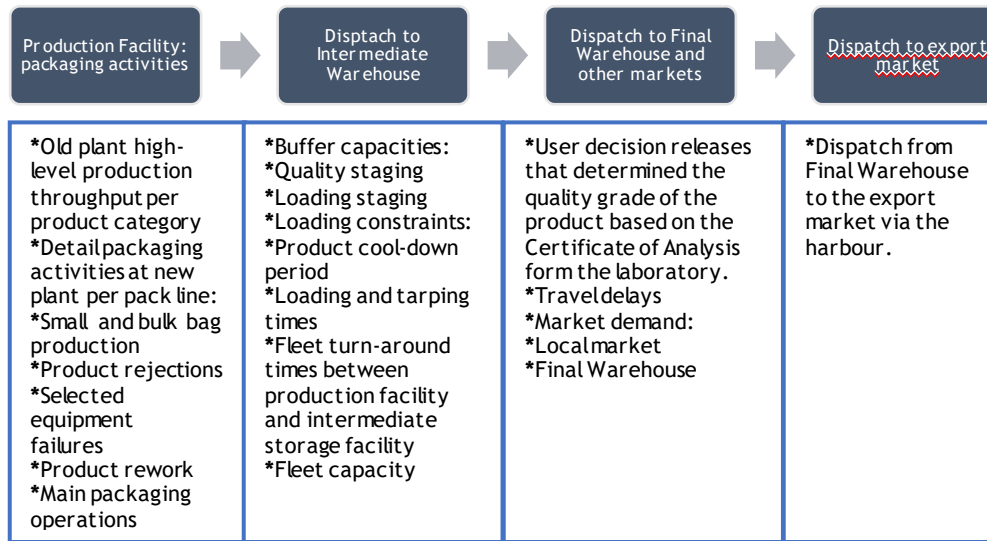 Production Facility:
packaging activities
Disptach to
Intermediate
Warehouse
Dispatch to Final
Warehouse and
other markets
Dispatch to export
market
*Old plant high-
level production
throughput per
product category
*Detail packaging
activities at new
plant per pack line:
*Small and bulk bag
production
*Product rejections
*Selected
equipment
failures
*Product rework
*Main packaging
operations
*Buffer capacities:
*Quality staging
*Loading staging
*Loading constraints:
*Product cool-down
period
*Loading and tarping
times
*Fleet turn-around
times between
production facility
and intermediate
storage facility
*Fleet capacity
*User decision releases
that determined the
quality grade of the
product based on the
Certificate of Analysis
form the laboratory.
*Travel delays
*Market demand:
*Local market
*Final Warehouse
*Dispatch from
Final Warehouse
to the export
market via the
harbour.